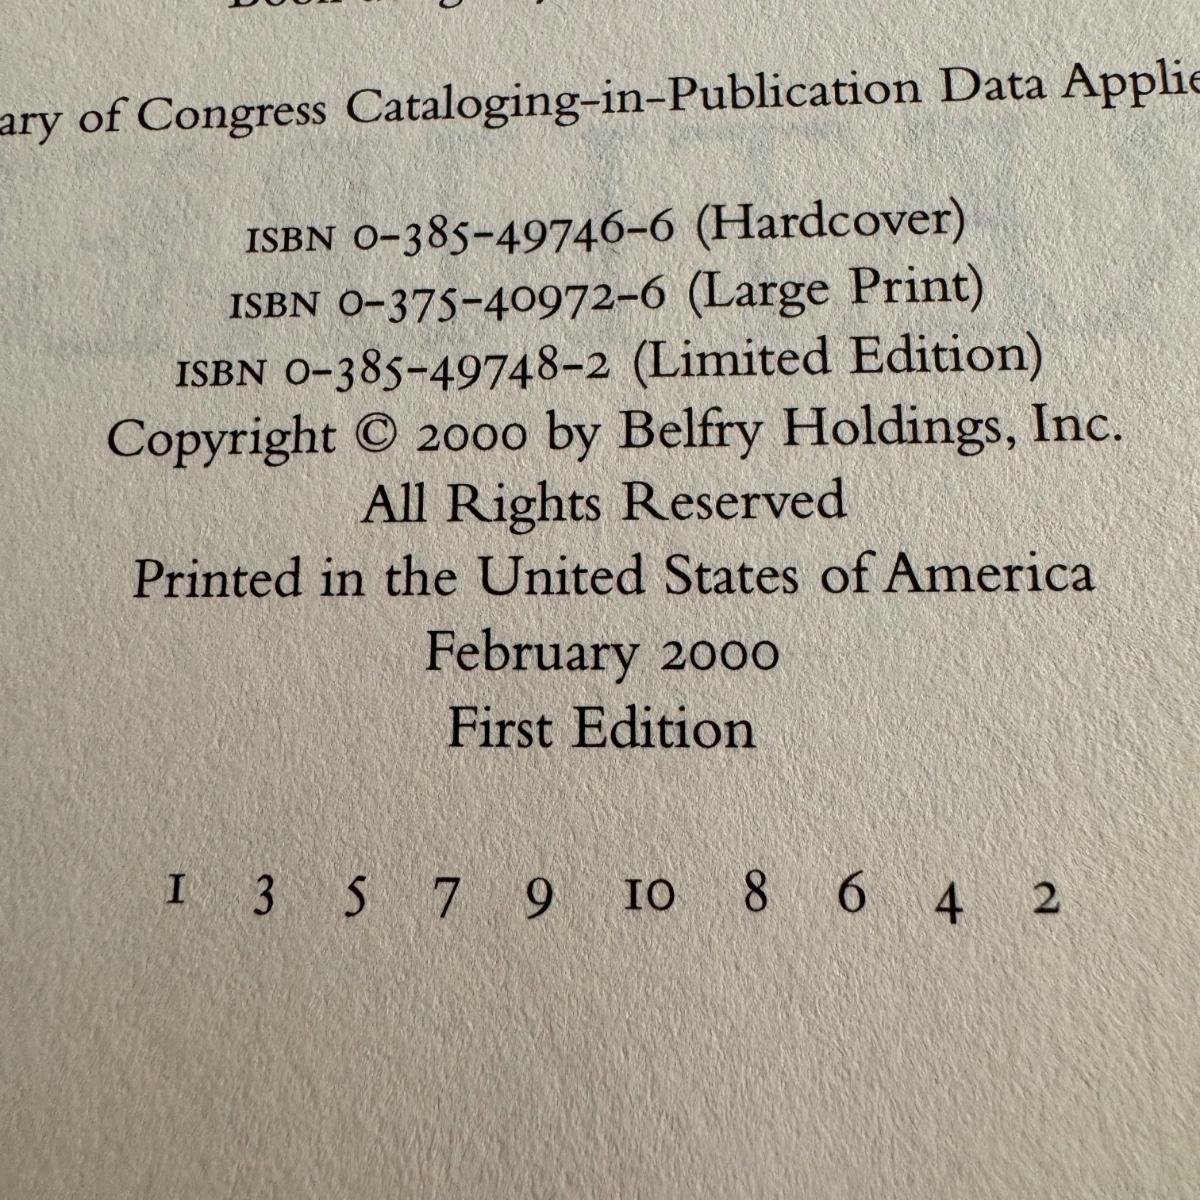 ary of Congress Cataloging-in-Publication Data Applie
ISBN 0-385-49746-6 (Hardcover)
ISBN 0-375-40972-6 (Large Print)
ISBN 0-385-49748-2 (Limited Edition)
Copyright © 2000 by Belfry Holdings, Inc.
All Rights Reserved
Printed in the United States of America
February 2000
First Edition
1 3 5 7 9 10 8 6 4 2